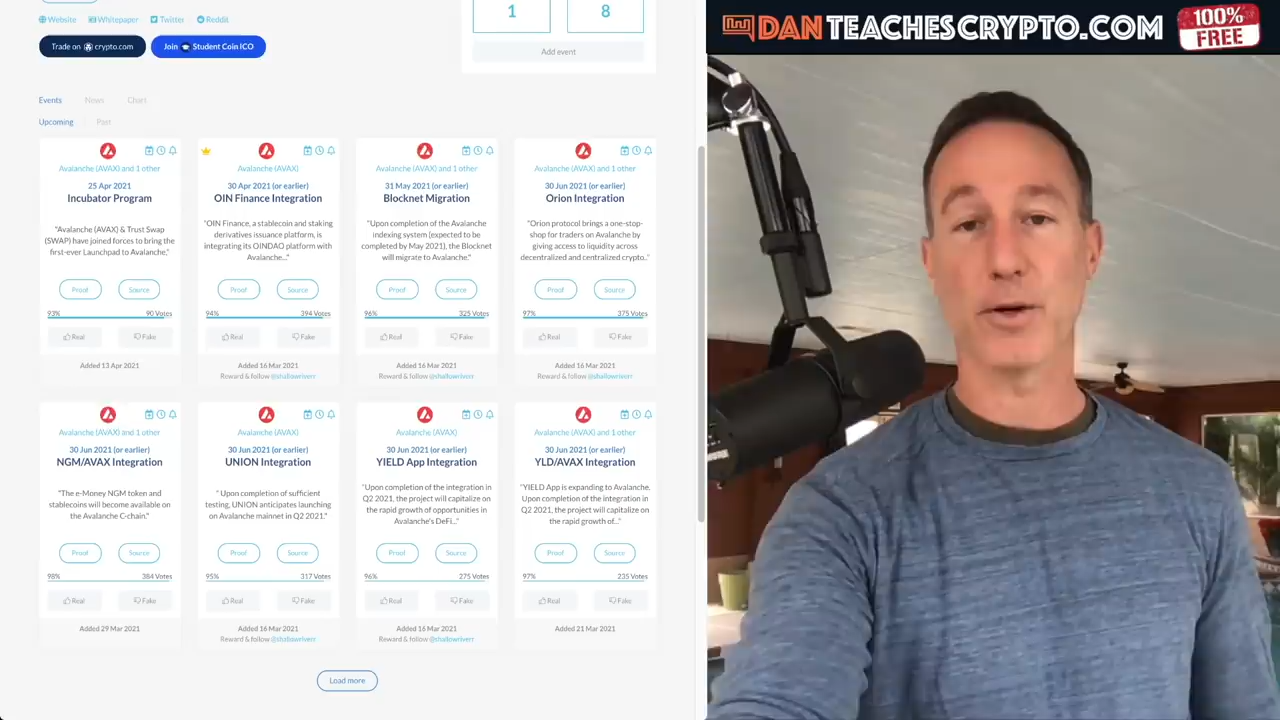 Website Whitepaper Twitter Reddit
Trade on crypto.com Join Student Coin ICO
1 8
Add event
DANTEACHESCRYPTO.COM
100% FREE
Events News Chart
Upcoming Past
Avalanche (AVAX) and 1 other
25 Apr 2021
Incubator Program
"Avalanche (AVAX) & Trust Swap
(SWAP) have joined forces to bring the
first-ever Launchpad to Avalanche."
Proof Source
93% 90 Votes
Real Fake
Added 13 Apr 2021
Avalanche (AVAX)
30 Apr 2021 (or earlier)
OIN Finance Integration
"OIN Finance, a stablecoin and staking
derivatives issuance platform, is
integrating its OINDAO platform with
Avalanche..."
Proof Source
94% 394 Votes
Real Fake
Added 16 Mar 2021
Reward & follow @shallowriverr
Avalanche (AVAX) and 1 other
31 May 2021 (or earlier)
Blocknet Migration
"Upon completion of the Avalanche
indexing system (expected to be
completed by May 2021), the Blocknet
will migrate to Avalanche."
Proof Source
96% 325 Votes
Real Fake
Added 16 Mar 2021
Reward & follow @shallowriverr
Avalanche (AVAX) and 1 other
30 Jun 2021 (or earlier)
Orion Integration
"Orion protocol brings a one-stop-
shop for traders on Avalanche by
giving access to liquidity across
decentralized and centralized crypto.."
Proof Source
97% 375 Votes
Real Fake
Added 16 Mar 2021
Reward & follow @shallowriverr
Avalanche (AVAX) and 1 other
30 Jun 2021 (or earlier)
NGM/AVAX Integration
"The e-Money NGM token and
stablecoins will become available on
the Avalanche C-chain."
Proof Source
98% 384 Votes
Real Fake
Added 29 Mar 2021
Avalanche (AVAX)
30 Jun 2021 (or earlier)
UNION Integration
" Upon completion of sufficient
testing, UNION anticipates launching
on Avalanche mainnet in Q2 2021."
Proof Source
95% 317 Votes
Real Fake
Added 16 Mar 2021
Reward & follow @shallowriverr
Avalanche (AVAX)
30 Jun 2021 (or earlier)
YIELD App Integration
"Upon completion of the integration in
Q2 2021, the project will capitalize on
the rapid growth of opportunities in
Avalanche's DeFi..."
Proof Source
96% 275 Votes
Real Fake
Added 16 Mar 2021
Reward & follow @shallowriverr
Avalanche (AVAX) and 1 other
30 Jun 2021 (or earlier)
YLD/AVAX Integration
"YIELD App is expanding to Avalanche.
Upon completion of the integration in
Q2 2021, the project will capitalize on
the rapid growth of..."
Proof Source
97% 235 Votes
Real Fake
Added 21 Mar 2021
Load more